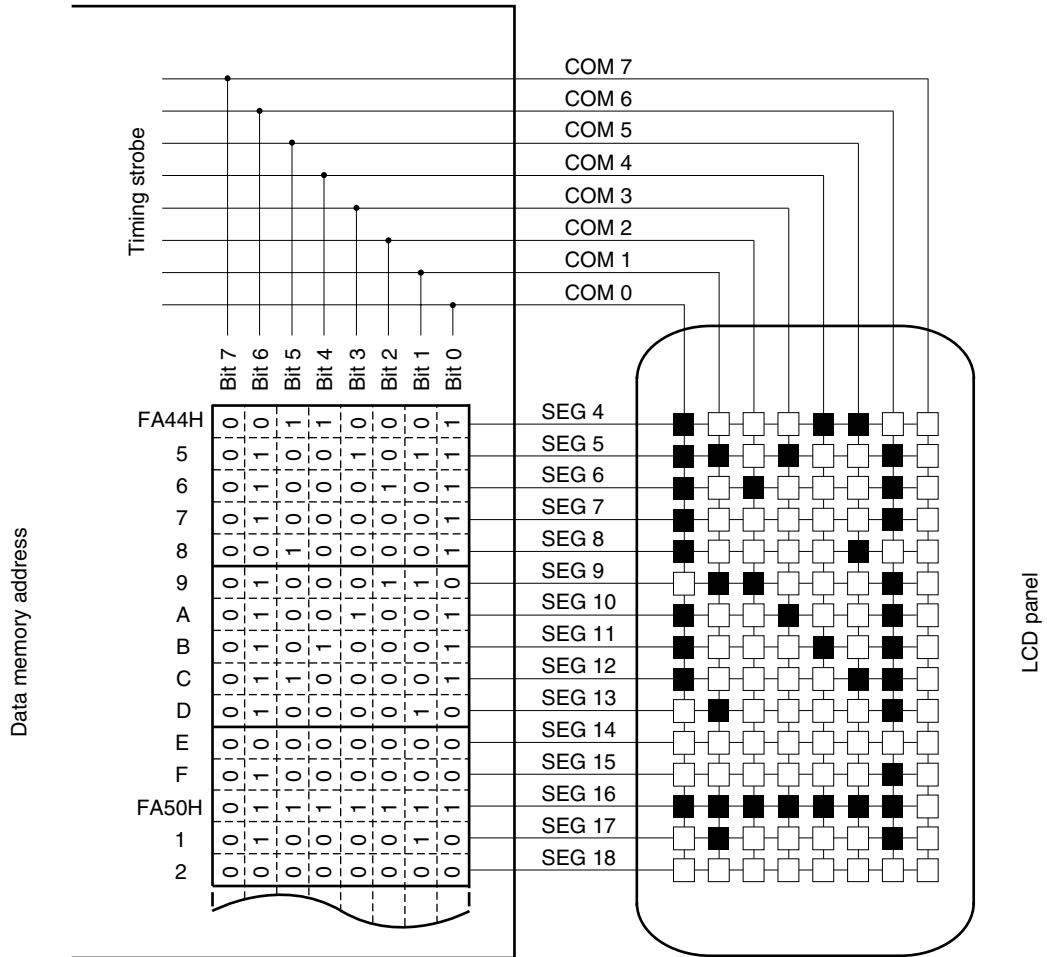 COM 7
COM 6
COM 5
COM 4
COM 3
COM 2
COM 1
COM 0
Timing strobe
Bit 7 Bit 6 Bit 5 Bit 4 Bit 3 Bit 2 Bit 1 Bit 0
FA44H 0 0 1 1 0 0 0 1 SEG 4
5 0 1 0 0 1 0 1 1 SEG 5
6 0 1 0 0 0 1 0 1 SEG 6
7 0 1 0 0 0 0 0 1 SEG 7
8 0 0 1 0 0 0 0 1 SEG 8
9 0 1 0 0 0 1 1 0 SEG 9
A 0 1 0 0 1 0 0 1 SEG 10
B 0 1 0 1 0 0 0 1 SEG 11
C 0 1 1 0 0 0 0 1 SEG 12
D 0 1 0 0 0 0 1 0 SEG 13
E 0 0 0 0 0 0 0 0 SEG 14
F 0 1 0 0 0 0 0 0 SEG 15
FA50H 0 1 1 1 1 1 1 1 SEG 16
1 0 1 0 0 0 0 1 0 SEG 17
2 0 0 0 0 0 0 0 0 SEG 18
Data memory address
LCD panel